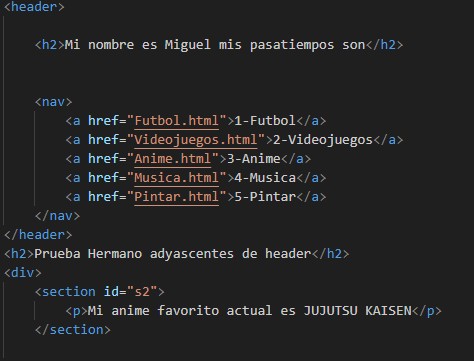 <header>
<h2>Mi nombre es Miguel mis pasatiempos son</h2>
<nav>
<a href="Futbol.html">1-Futbol</a>
<a href="Videojuegos.html">2-Videojuegos</a>
<a href="Anime.html">3-Anime</a>
<a href="Musica.html">4-Musica</a>
<a href="Pintar.html">5-Pintar</a>
</nav>
</header>
<h2>Prueba Hermano adyascentes de header</h2>
<div>
<section id="s2">
<p>Mi anime favorito actual es JUJUTSU KAISEN</p>
</section>